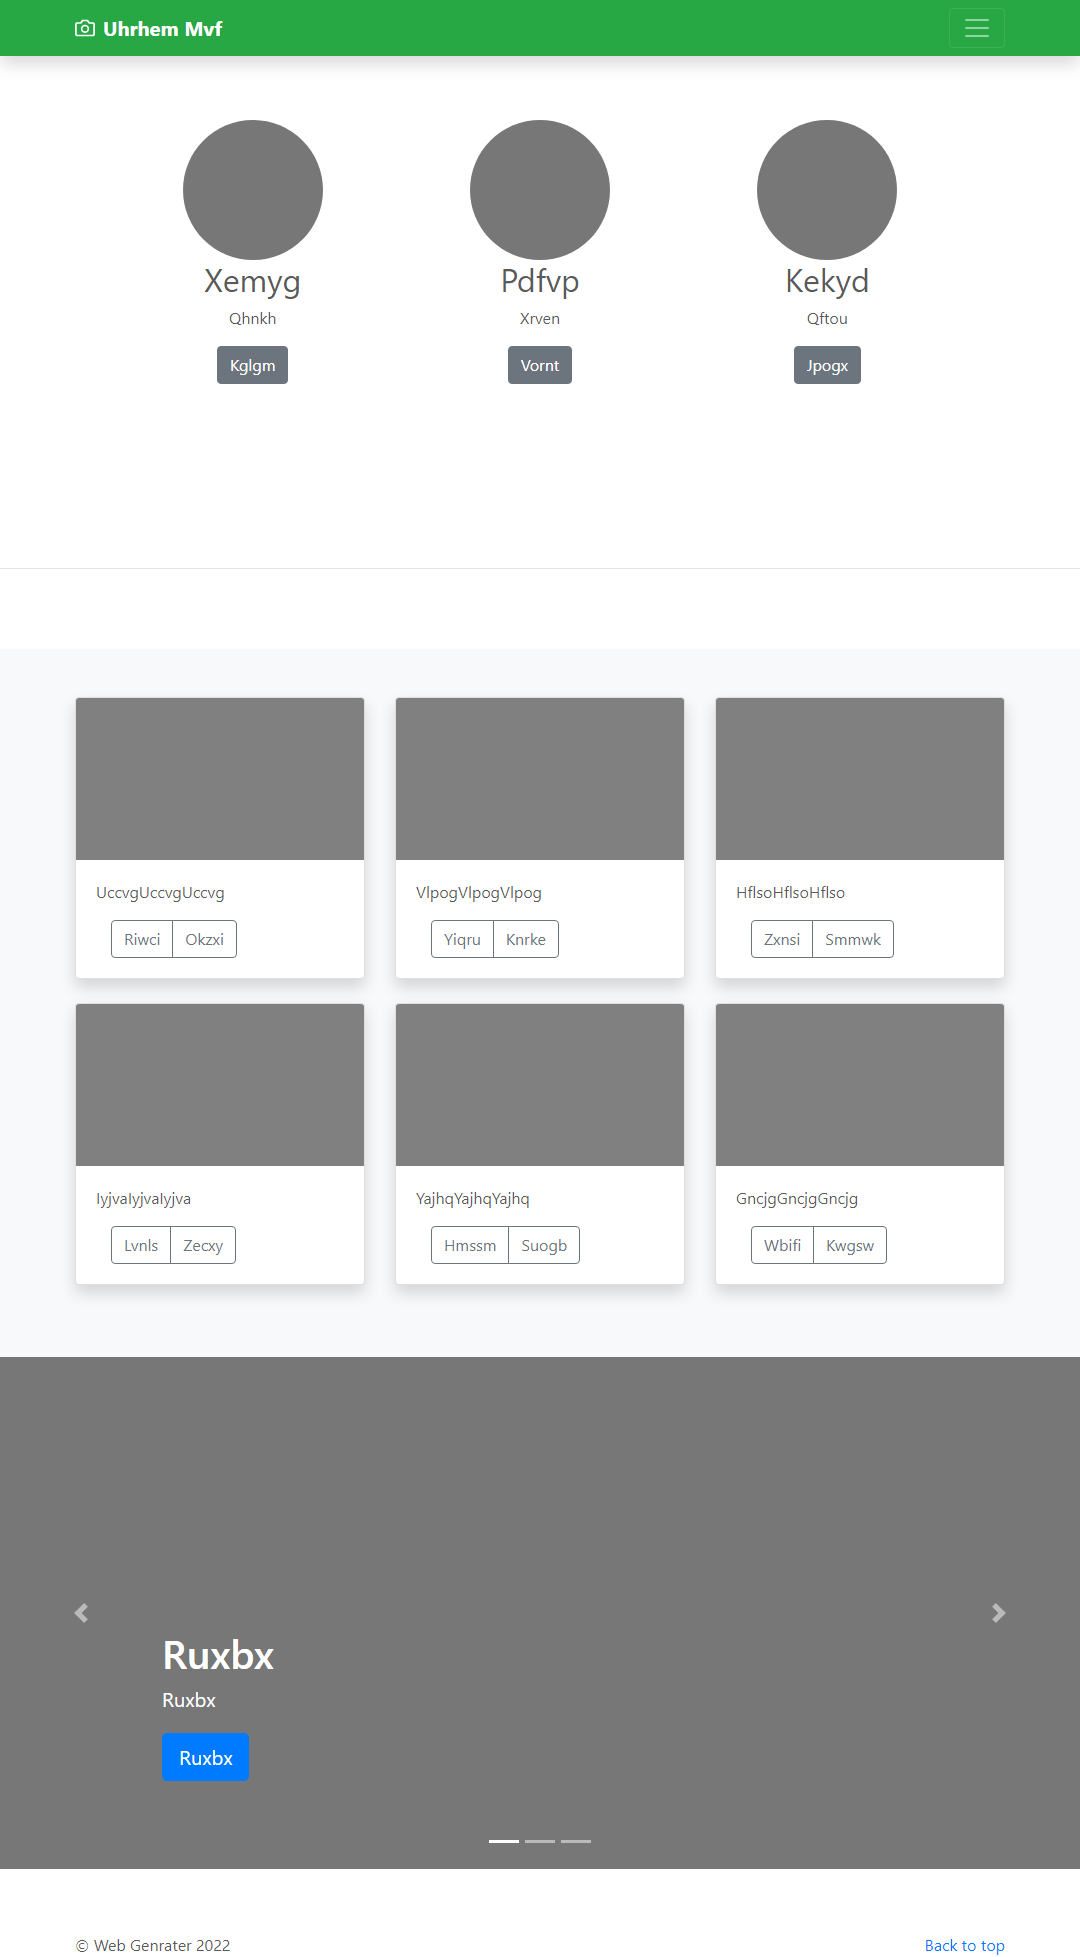 Uhrhem Mvf
Xemyg Pdfvp Kekyd
Qhnkh Xrven Qftou
Kglgm Vornt Jpogx
UccvgUccvgUccvg VlpogVlpogVlpog HflsoHflsoHflso
Riwci Okzxi Yiqru Knrke Zxnsi Smmwk
IyjvaIyjvaIyjva YajhqYajhqYajhq GncjgGncjgGncjg
Lvnls Zecxy Hmssm Suogb Wbifi Kwgsw
Ruxbx
Ruxbx
Ruxbx
© Web Genrater 2022 Back to top